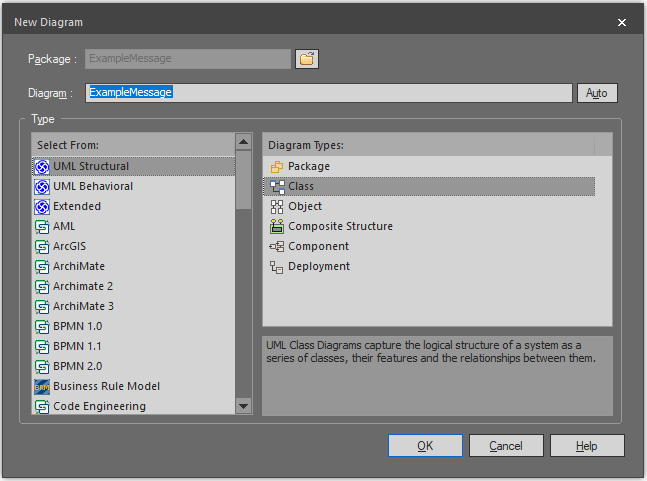 New Diagram
Package : ExampleMessage
Diagram : ExampleMessage Auto
Type
Select From:
UML Structural
UML Behavioral
Extended
AML
ArcGIS
ArchiMate
Archimate 2
ArchiMate 3
BPMN 1.0
BPMN 1.1
BPMN 2.0
Business Rule Model
Code Engineering
Diagram Types:
Package
Class
Object
Composite Structure
Component
Deployment
UML Class Diagrams capture the logical structure of a system as a
series of classes, their features and the relationships between them.
OK Cancel Help